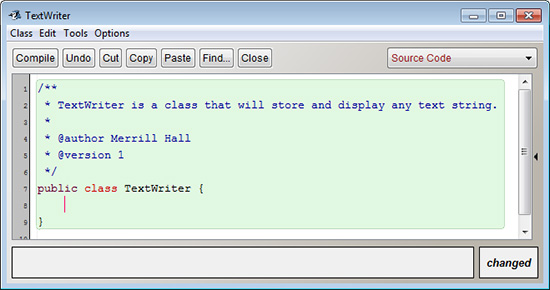 TextWriter
Class Edit Tools Options
Compile Undo Cut Copy Paste Find... Close Source Code
1 /**
2 * TextWriter is a class that will store and display any text string.
3 *
4 * @author Merrill Hall
5 * @version 1
6 */
7 public class TextWriter {
8
9 }
10
changed